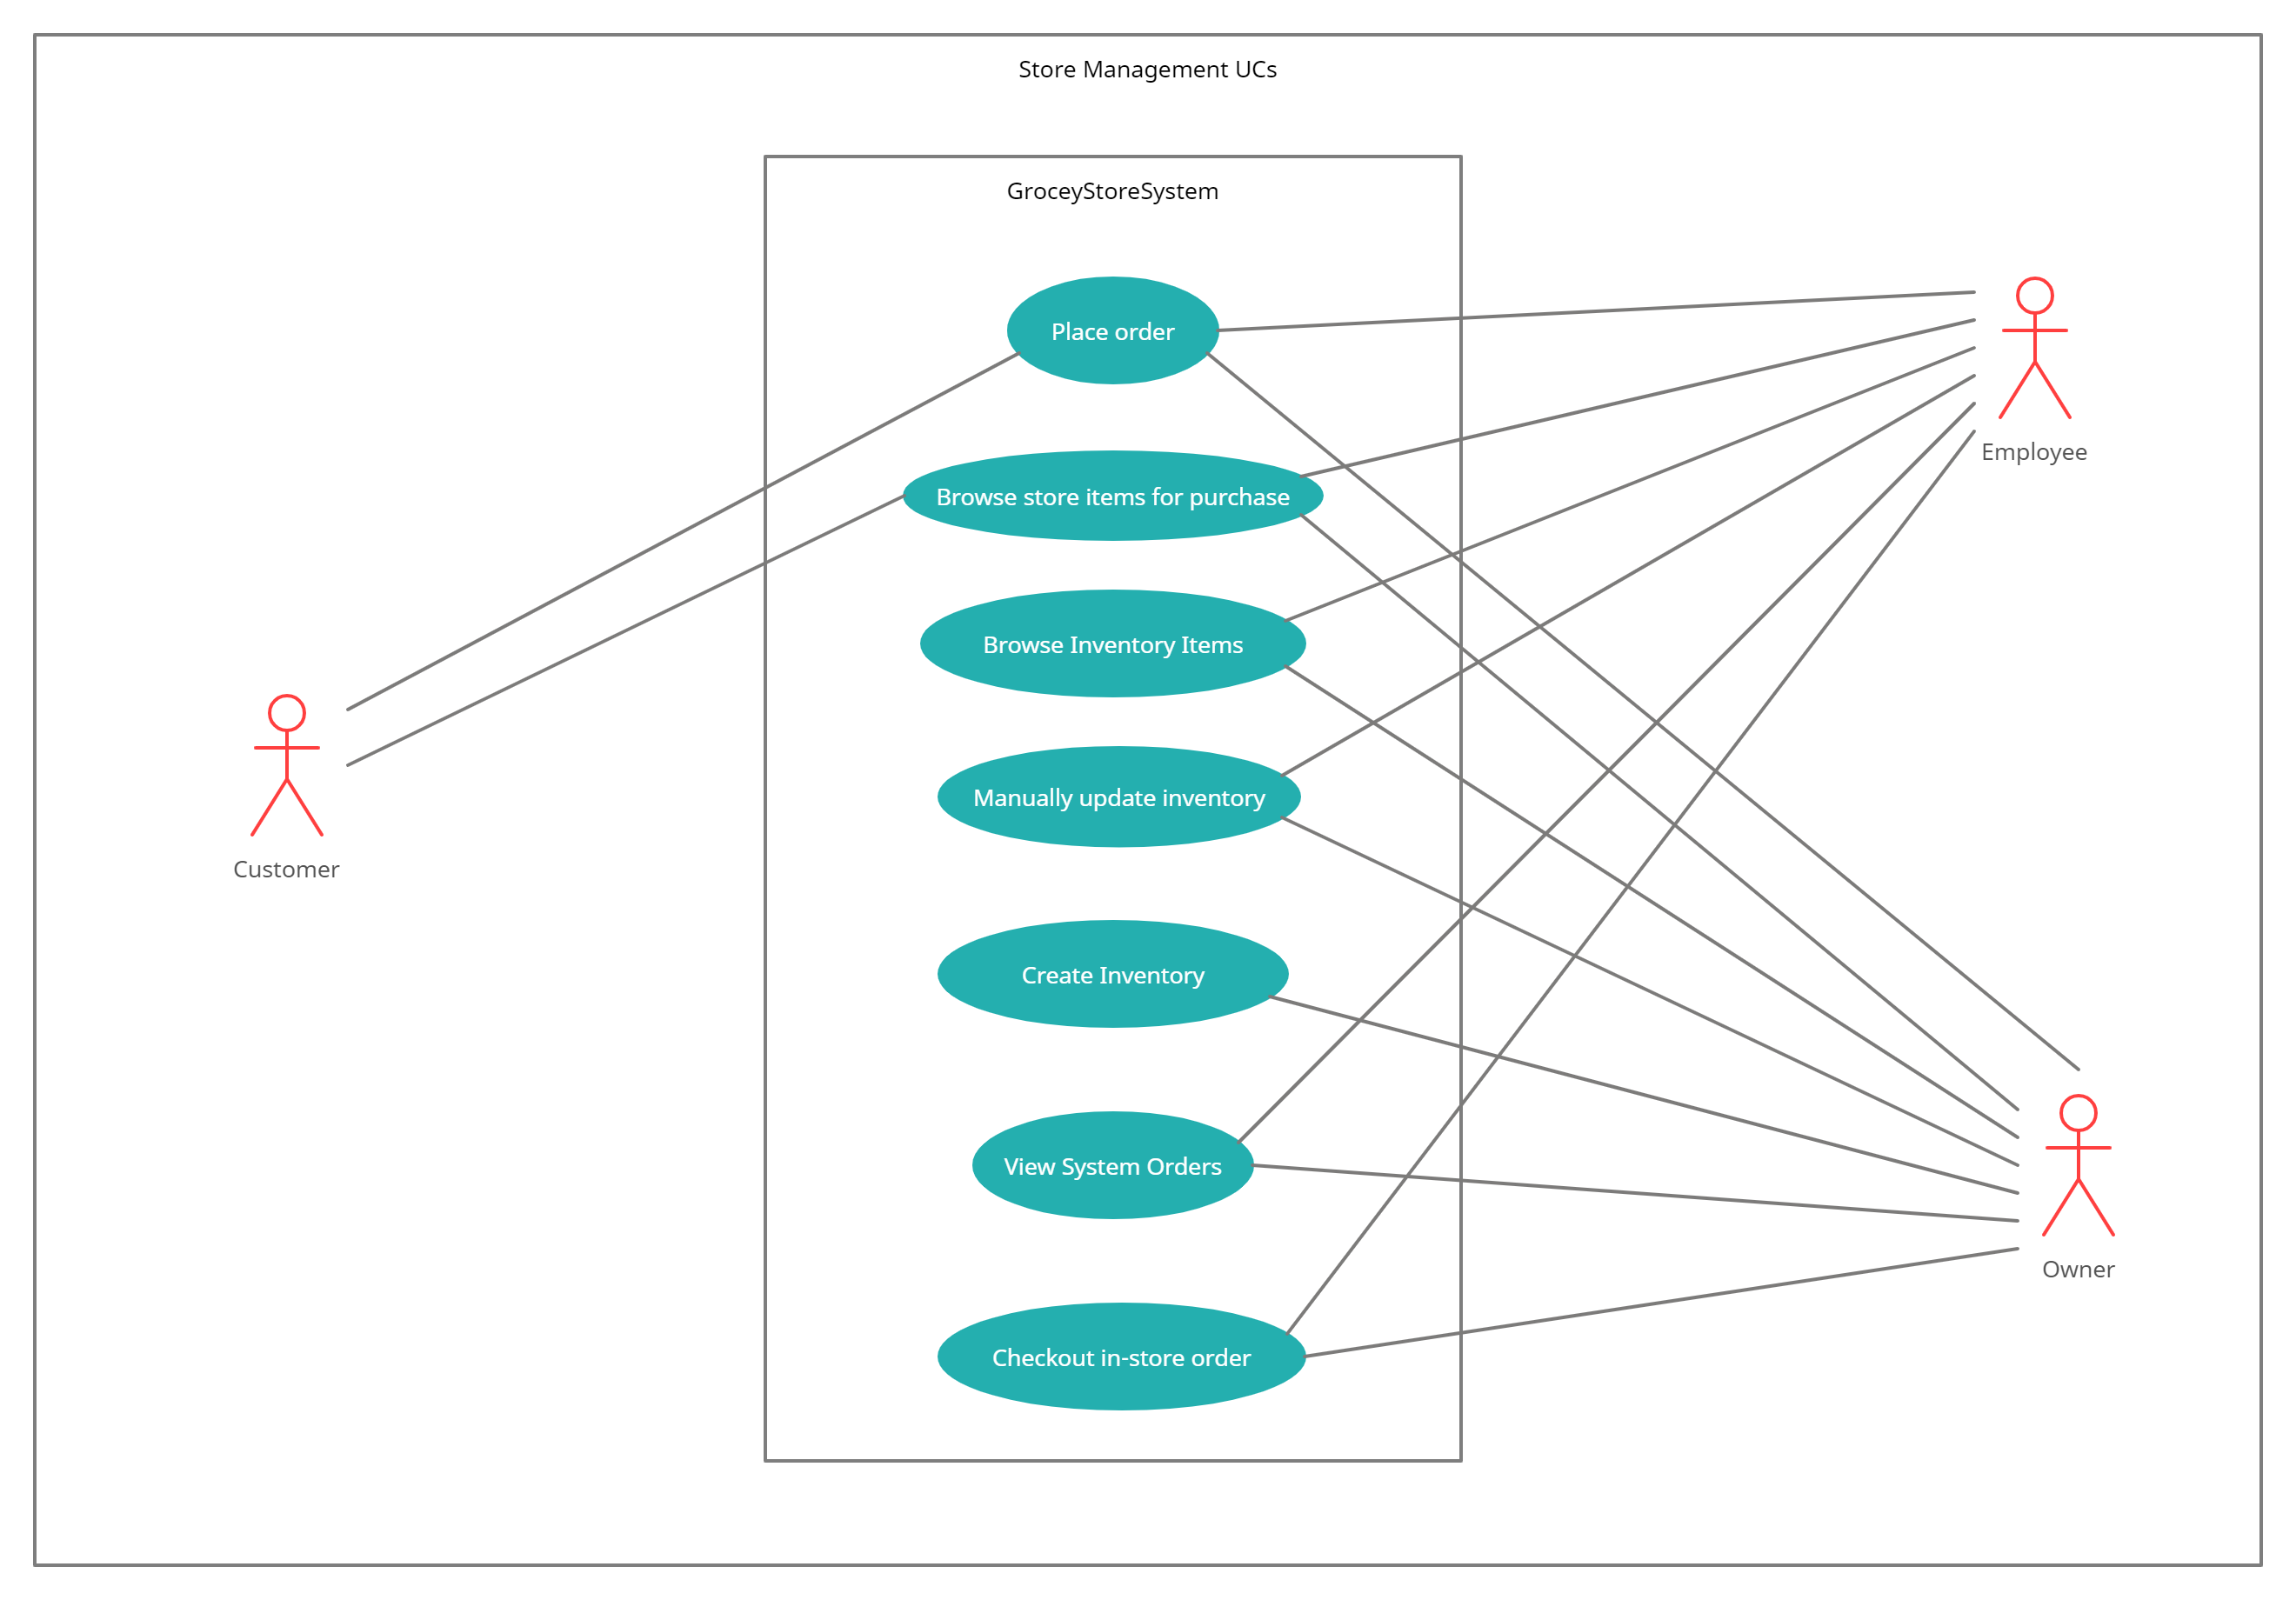 Store Management UCs
GroceyStoreSystem
Place order
Employee
Browse store items for purchase
Browse Inventory Items
Manually update inventory
Customer
Create Inventory
View System Orders
Owner
Checkout in-store order